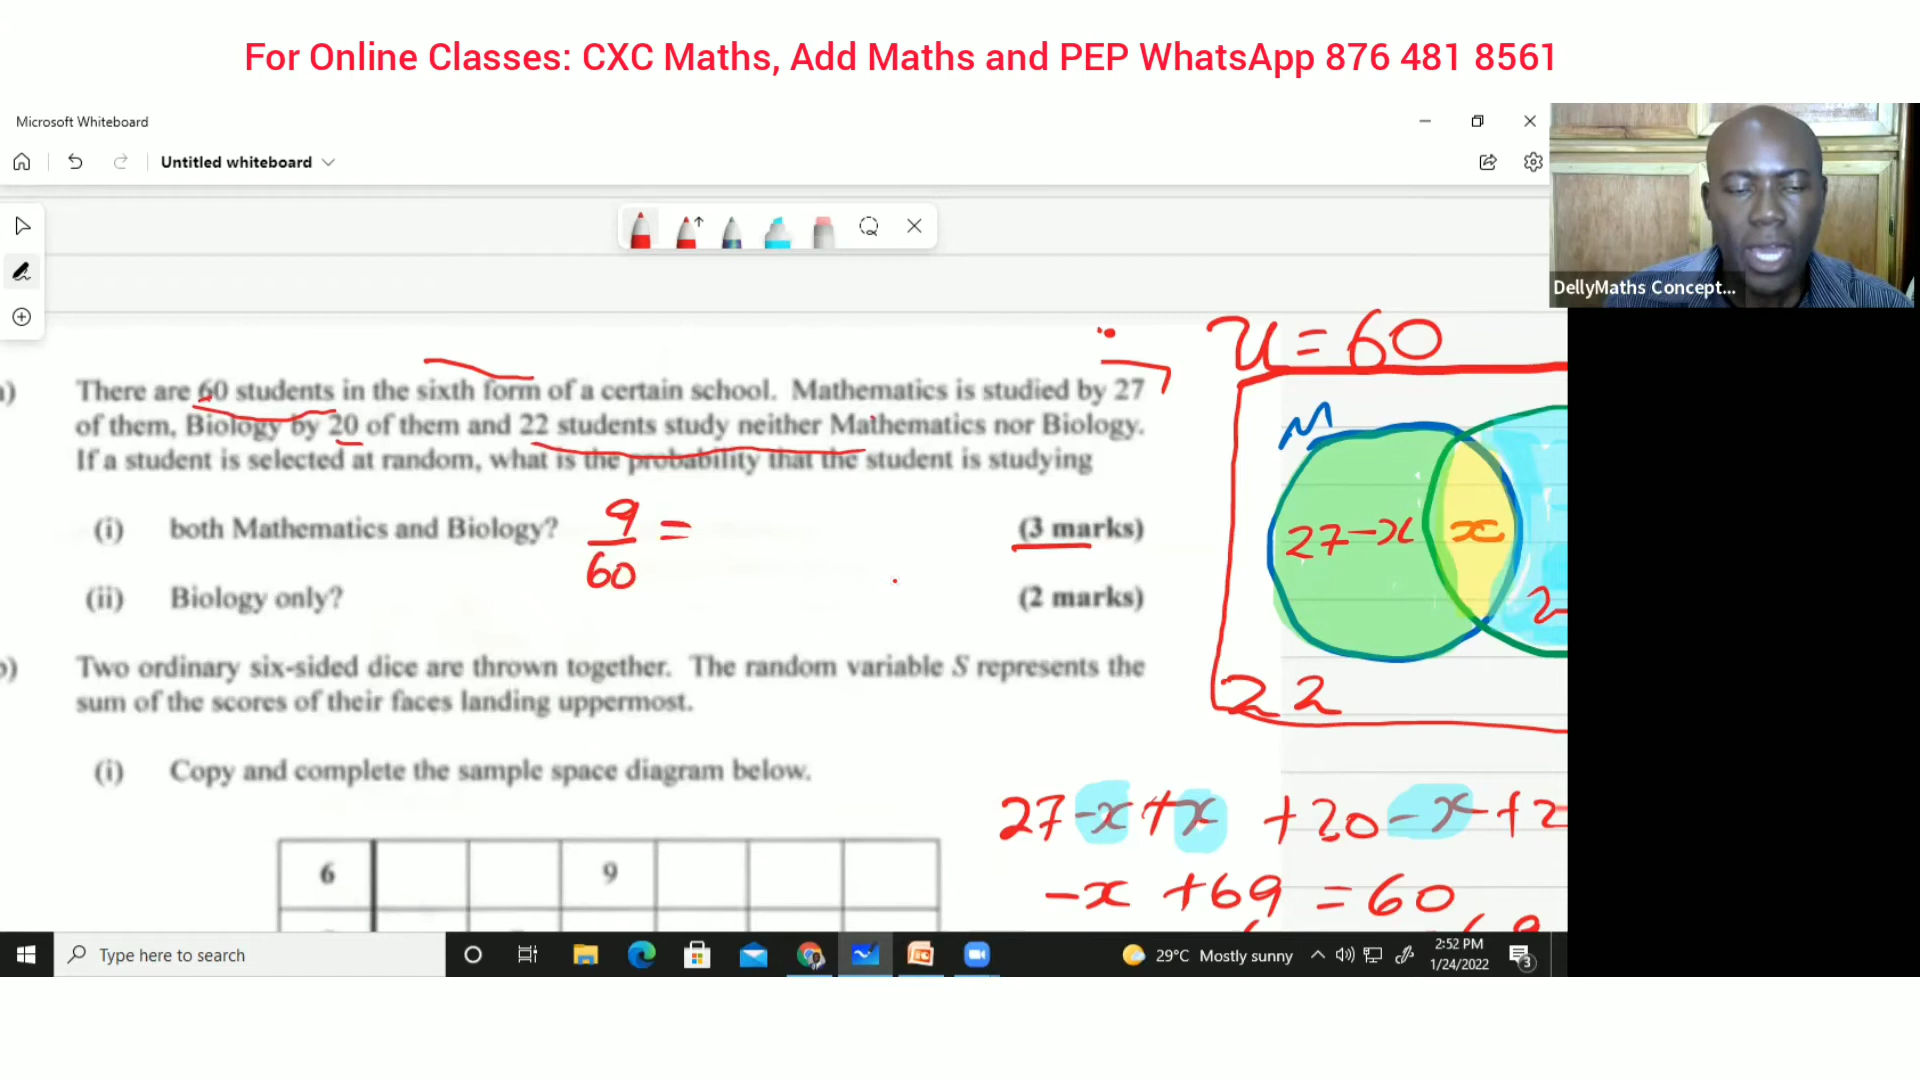 For Online Classes: CXC Maths, Add Maths and PEP WhatsApp 876 481 8561
Microsoft Whiteboard
Untitled whiteboard
DellyMaths Concept...
U = 60
There are 60 students in the sixth form of a certain school. Mathematics is studied by 27
of them, Biology by 20 of them and 22 students study neither Mathematics nor Biology.
If a student is selected at random, what is the probability that the student is studying
(i) both Mathematics and Biology? 9/60 = (3 marks)
(ii) Biology only? (2 marks)
M
27-x x
2
22
Two ordinary six-sided dice are thrown together. The random variable S represents the
sum of the scores of their faces landing uppermost.
(i) Copy and complete the sample space diagram below.
6 9
27 -x +x +20 -x +2
-x +69 = 60
Type here to search
29°C Mostly sunny
2:52 PM
1/24/2022
3